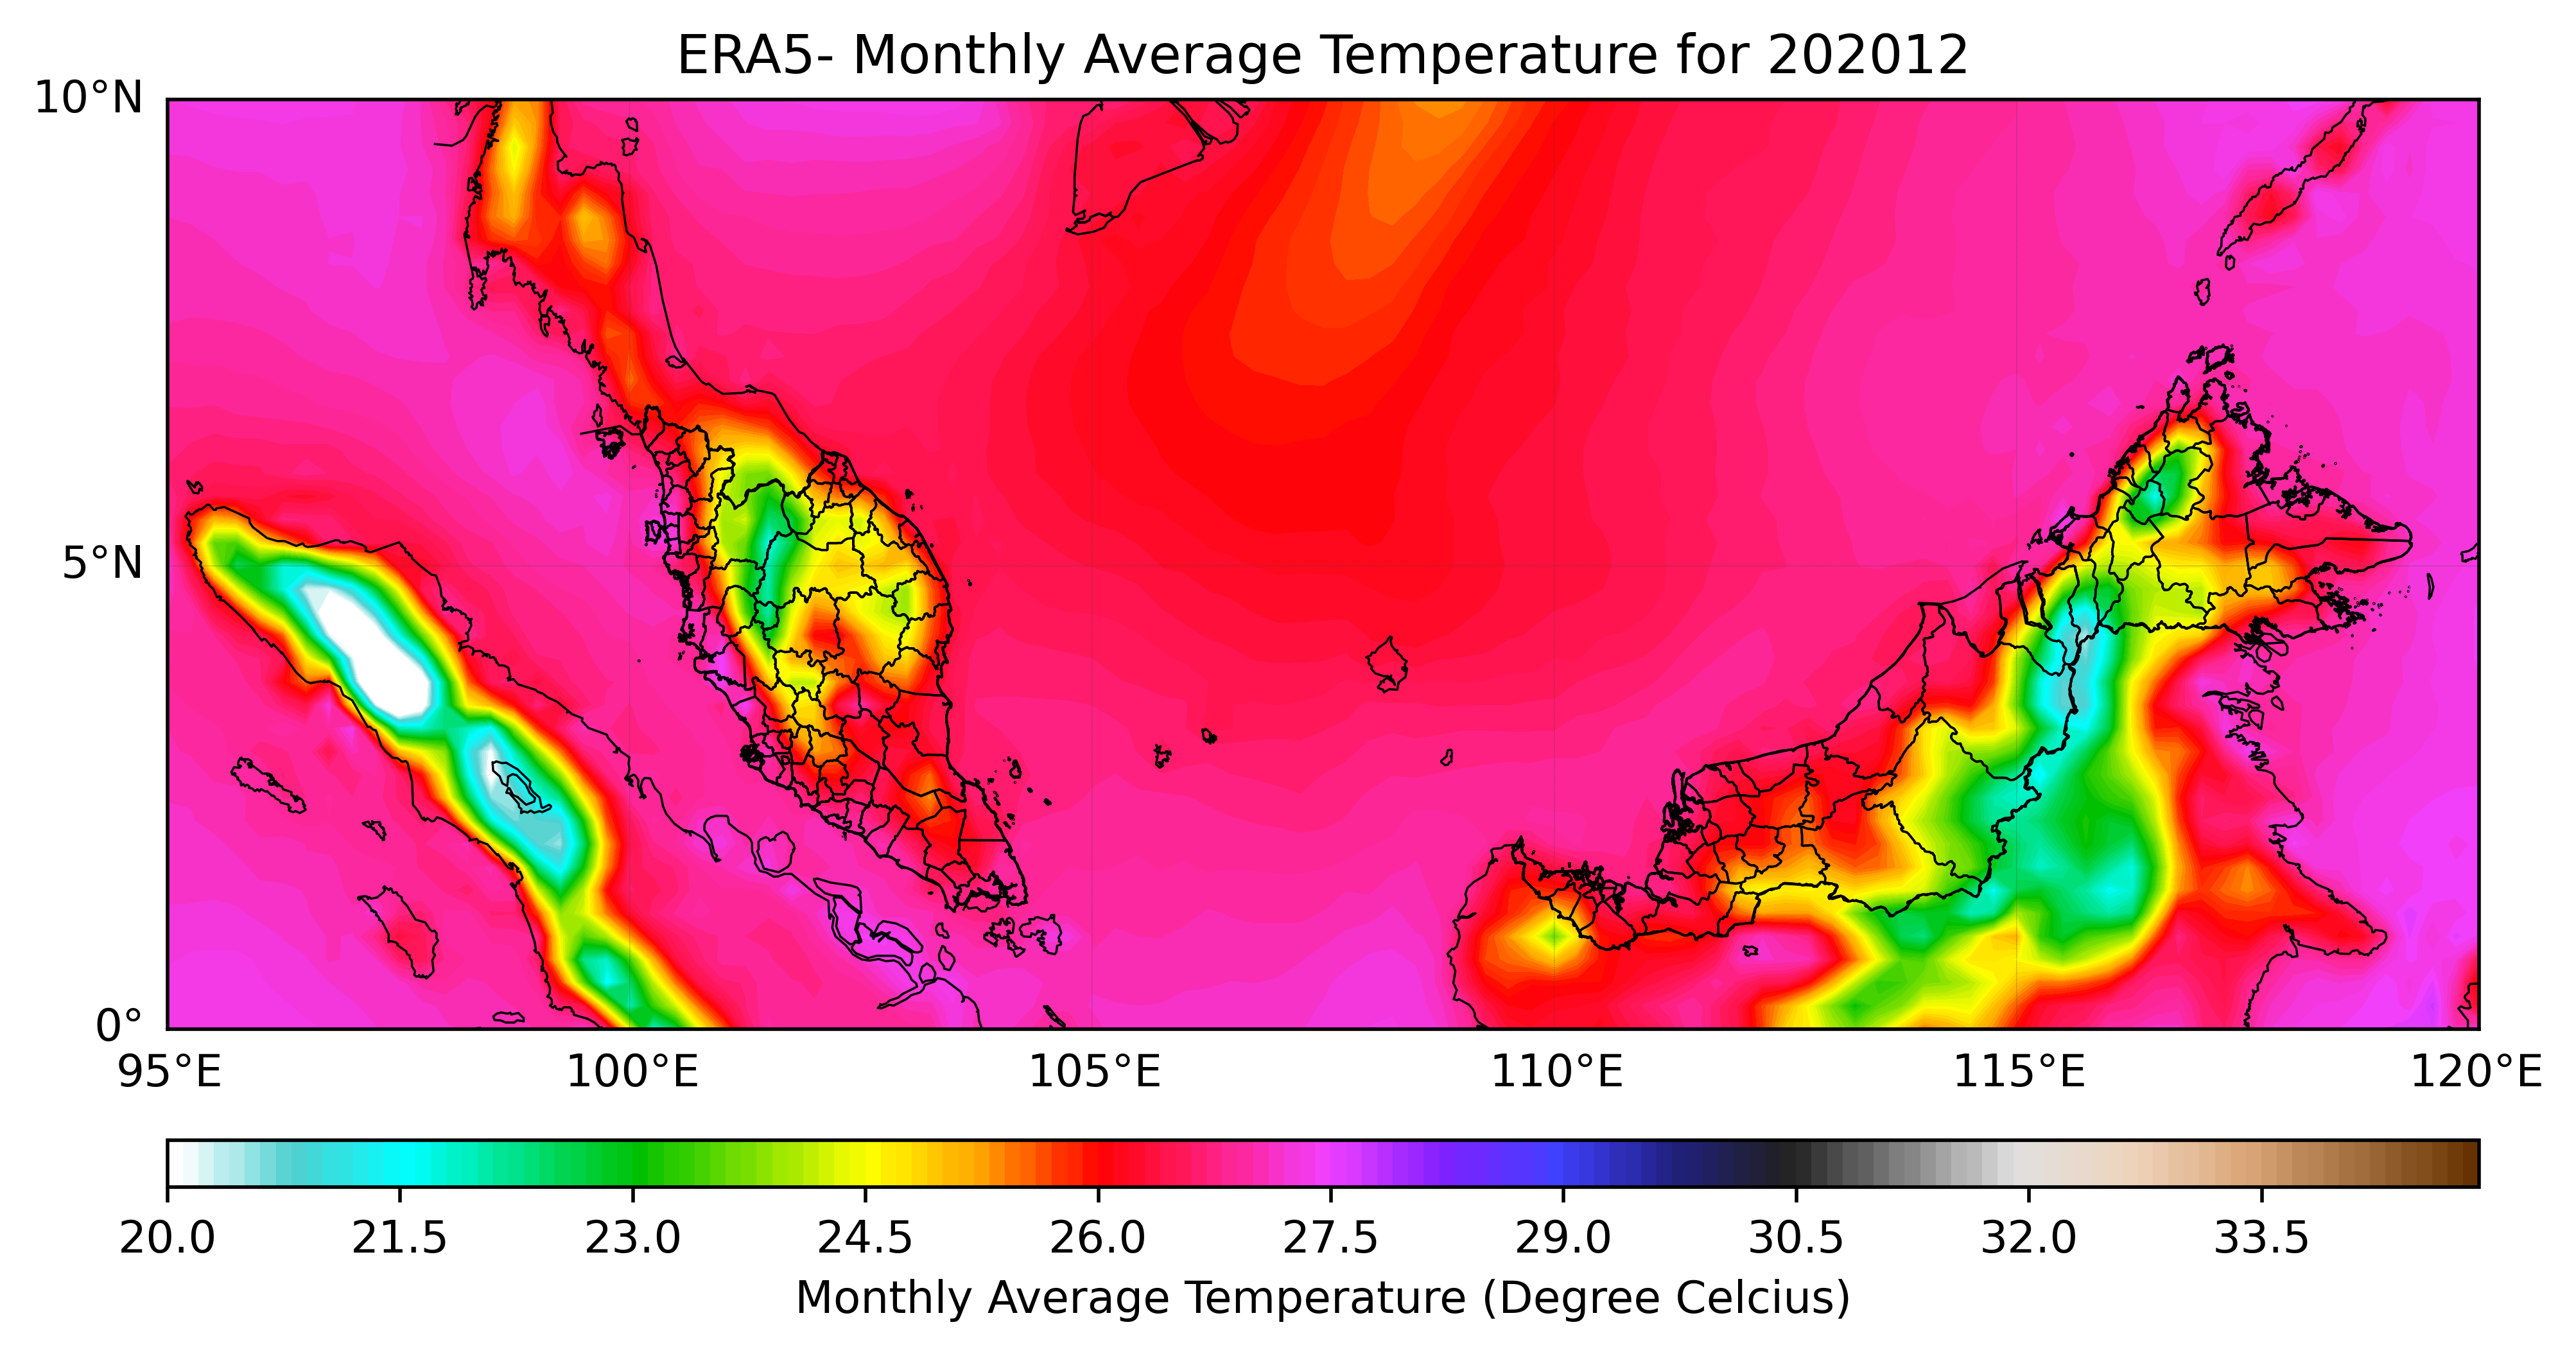 ERA5- Monthly Average Temperature for 202012
10°N
5°N
0°
95°E 100°E 105°E 110°E 115°E 120°E
20.0 21.5 23.0 24.5 26.0 27.5 29.0 30.5 32.0 33.5
Monthly Average Temperature (Degree Celcius)